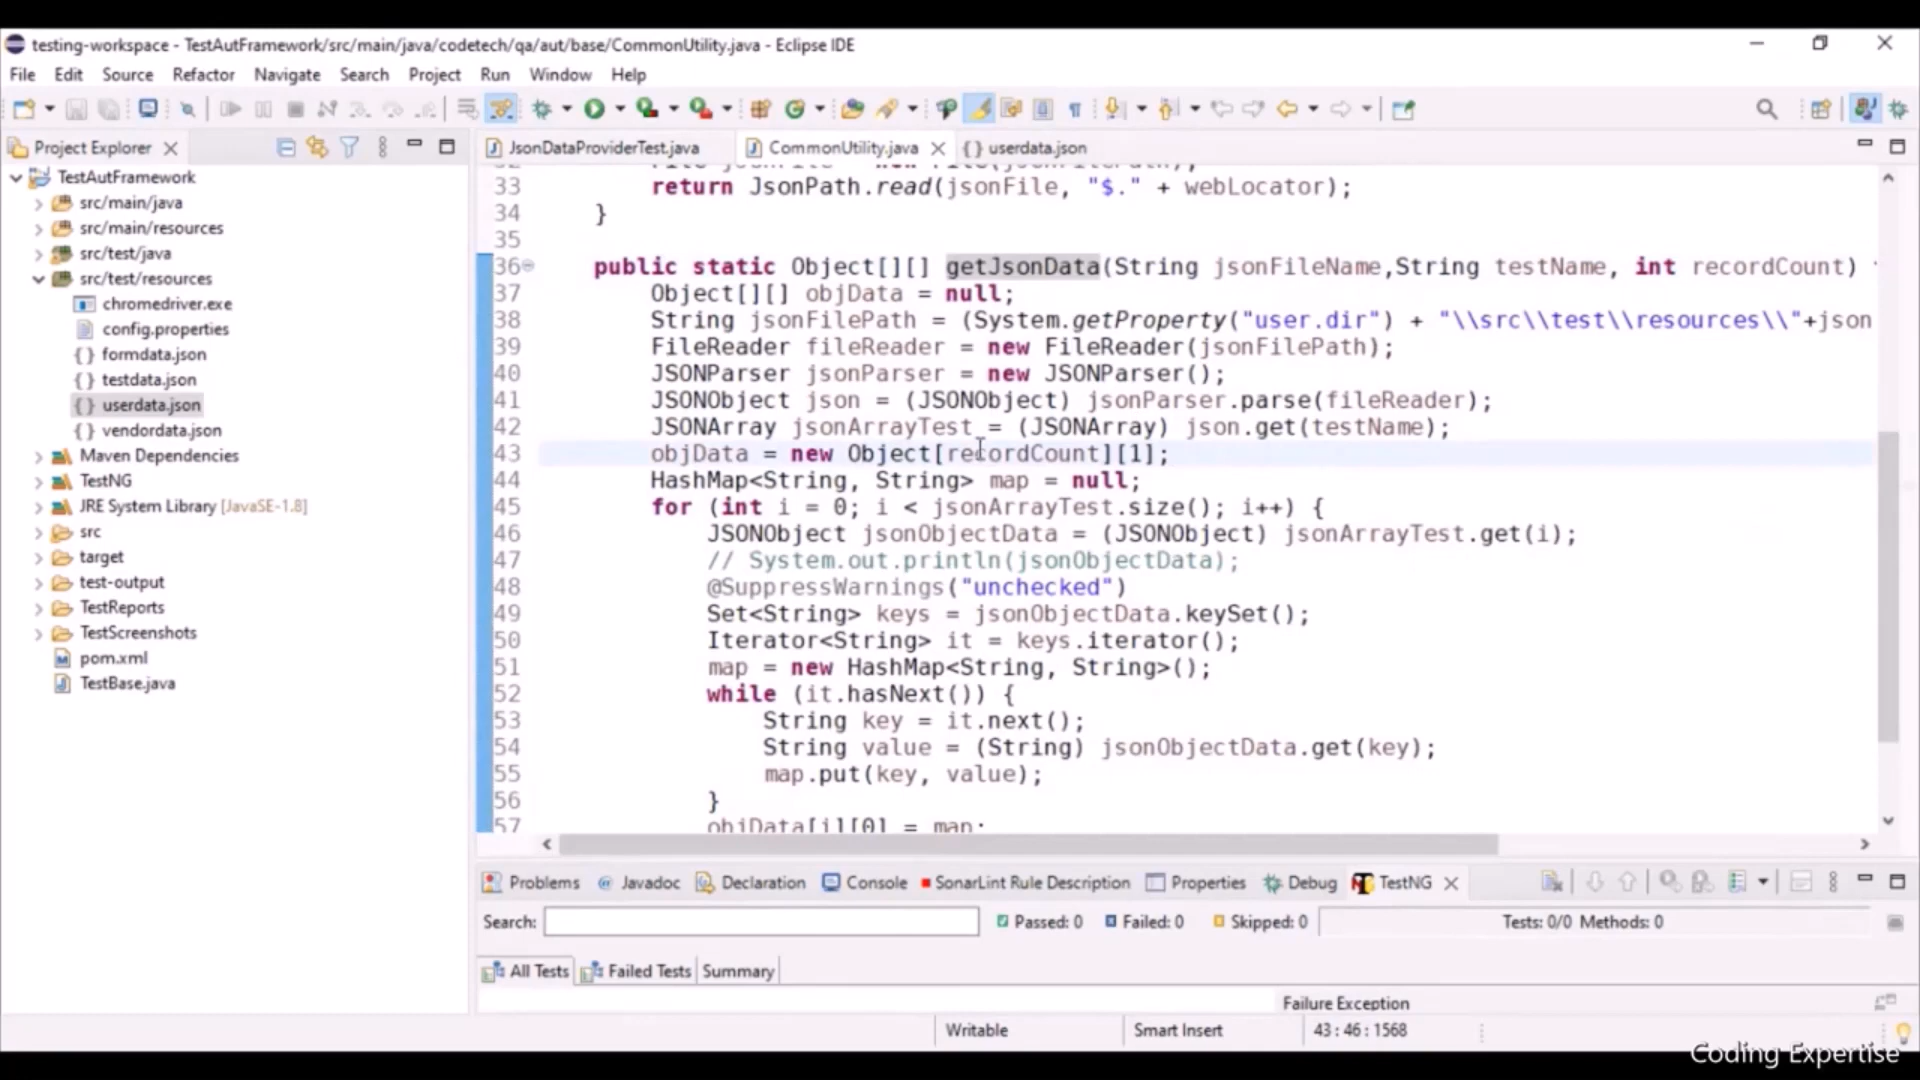 testing-workspace - TestAutFramework/src/main/java/codetech/qa/aut/base/CommonUtility.java - Eclipse IDE
File Edit Source Refactor Navigate Search Project Run Window Help
Project Explorer
TestAutFramework
src/main/java
src/main/resources
src/test/java
src/test/resources
chromedriver.exe
config.properties
formdata.json
testdata.json
userdata.json
vendordata.json
Maven Dependencies
TestNG
JRE System Library [JavaSE-1.8]
src
target
test-output
TestReports
TestScreenshots
pom.xml
TestBase.java
JsonDataProviderTest.java CommonUtility.java userdata.json
33 return JsonPath.read(jsonFile, "$." + webLocator);
34 }
35
36 public static Object[][] getJsonData(String jsonFileName,String testName, int recordCount)
37 Object[][] objData = null;
38 String jsonFilePath = (System.getProperty("user.dir") + "\\src\\test\\resources\\"+json
39 FileReader fileReader = new FileReader(jsonFilePath);
40 JSONParser jsonParser = new JSONParser();
41 JSONObject json = (JSONObject) jsonParser.parse(fileReader);
42 JSONArray jsonArrayTest = (JSONArray) json.get(testName);
43 objData = new Object[recordCount][1];
44 HashMap<String, String> map = null;
45 for (int i = 0; i < jsonArrayTest.size(); i++) {
46 JSONObject jsonObjectData = (JSONObject) jsonArrayTest.get(i);
47 // System.out.println(jsonObjectData);
48 @SuppressWarnings("unchecked")
49 Set<String> keys = jsonObjectData.keySet();
50 Iterator<String> it = keys.iterator();
51 map = new HashMap<String, String>();
52 while (it.hasNext()) {
53 String key = it.next();
54 String value = (String) jsonObjectData.get(key);
55 map.put(key, value);
56 }
57 objData[i][0] = map;
Problems Javadoc Declaration Console SonarLint Rule Description Properties Debug TestNG
Search: Passed: 0 Failed: 0 Skipped: 0 Tests: 0/0 Methods: 0
All Tests Failed Tests Summary
Failure Exception
Writable Smart Insert 43 : 46 : 1568
Coding Expertise